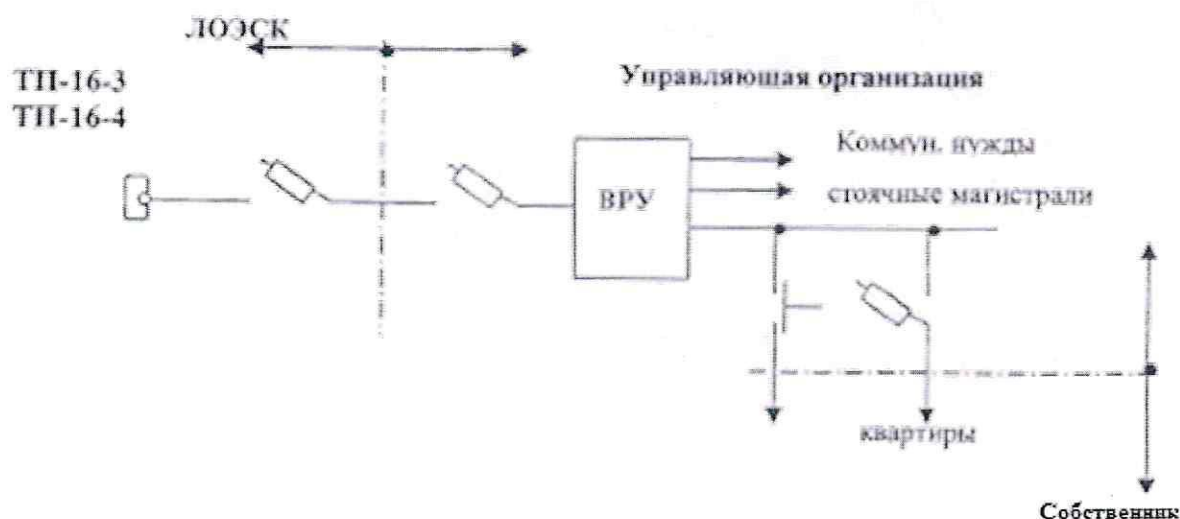 ЛОЭСК
ТП-16-3
ТП-16-4
Управляющая организация
Коммун. нужды
ВРУ
стоячные магистрали
квартиры
Собственник